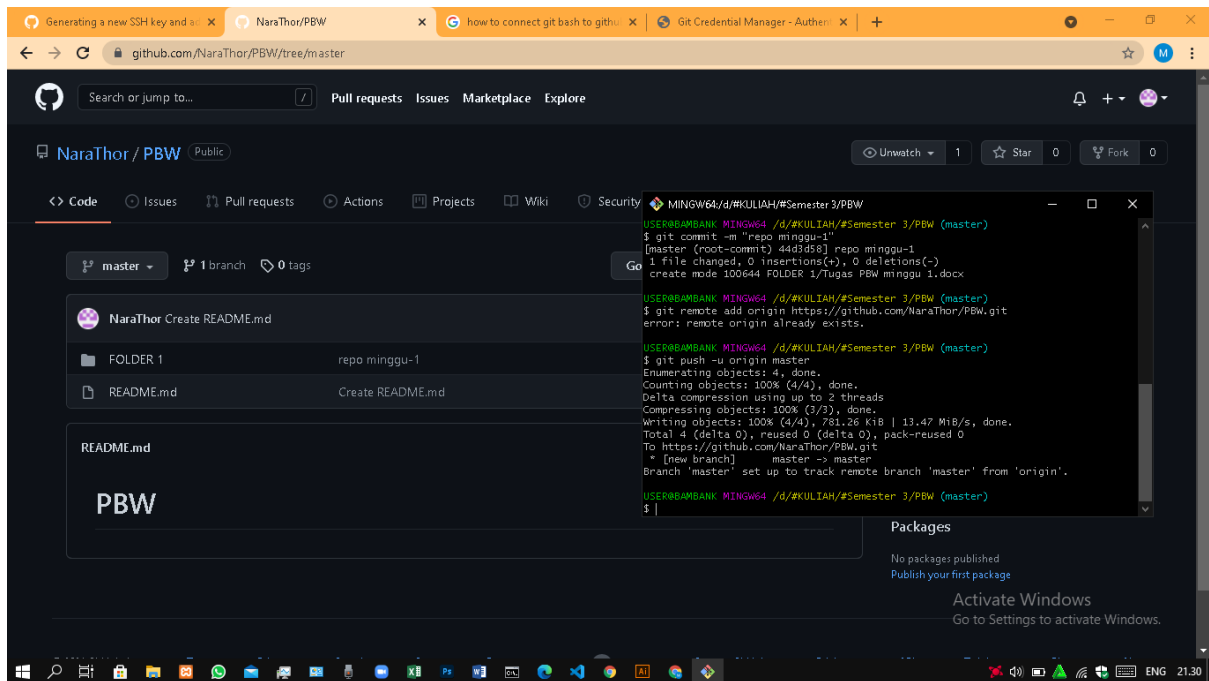 Generating a new SSH key and ad
NaraThor/PBW
how to connect git bash to githu
Git Credential Manager - Authent
github.com/NaraThor/PBW/tree/master
M
Search or jump to...
/
Pull requests Issues Marketplace Explore
NaraThor / PBW Public
Unwatch 1 Star 0 Fork 0
<> Code Issues Pull requests Actions Projects Wiki Security
master 1 branch 0 tags
Go
NaraThor Create README.md
FOLDER 1 repo minggu-1
README.md Create README.md
README.md
PBW
MINGW64:/d/#KULIAH/#Semester 3/PBW
USER@BAMBANK MINGW64 /d/#KULIAH/#Semester 3/PBW (master)
$ git commit -m "repo minggu-1"
[master (root-commit) 44d3d58] repo minggu-1
1 file changed, 0 insertions(+), 0 deletions(-)
create mode 100644 FOLDER 1/Tugas PBW minggu 1.docx
USER@BAMBANK MINGW64 /d/#KULIAH/#Semester 3/PBW (master)
$ git remote add origin https://github.com/NaraThor/PBW.git
error: remote origin already exists.
USER@BAMBANK MINGW64 /d/#KULIAH/#Semester 3/PBW (master)
$ git push -u origin master
Enumerating objects: 4, done.
Counting objects: 100% (4/4), done.
Delta compression using up to 2 threads
Compressing objects: 100% (3/3), done.
Writing objects: 100% (4/4), 781.26 KiB | 13.47 MiB/s, done.
Total 4 (delta 0), reused 0 (delta 0), pack-reused 0
To https://github.com/NaraThor/PBW.git
* [new branch] master -> master
Branch 'master' set up to track remote branch 'master' from 'origin'.
USER@BAMBANK MINGW64 /d/#KULIAH/#Semester 3/PBW (master)
$
Packages
No packages published
Publish your first package
Activate Windows
Go to Settings to activate Windows.
ENG 21.30